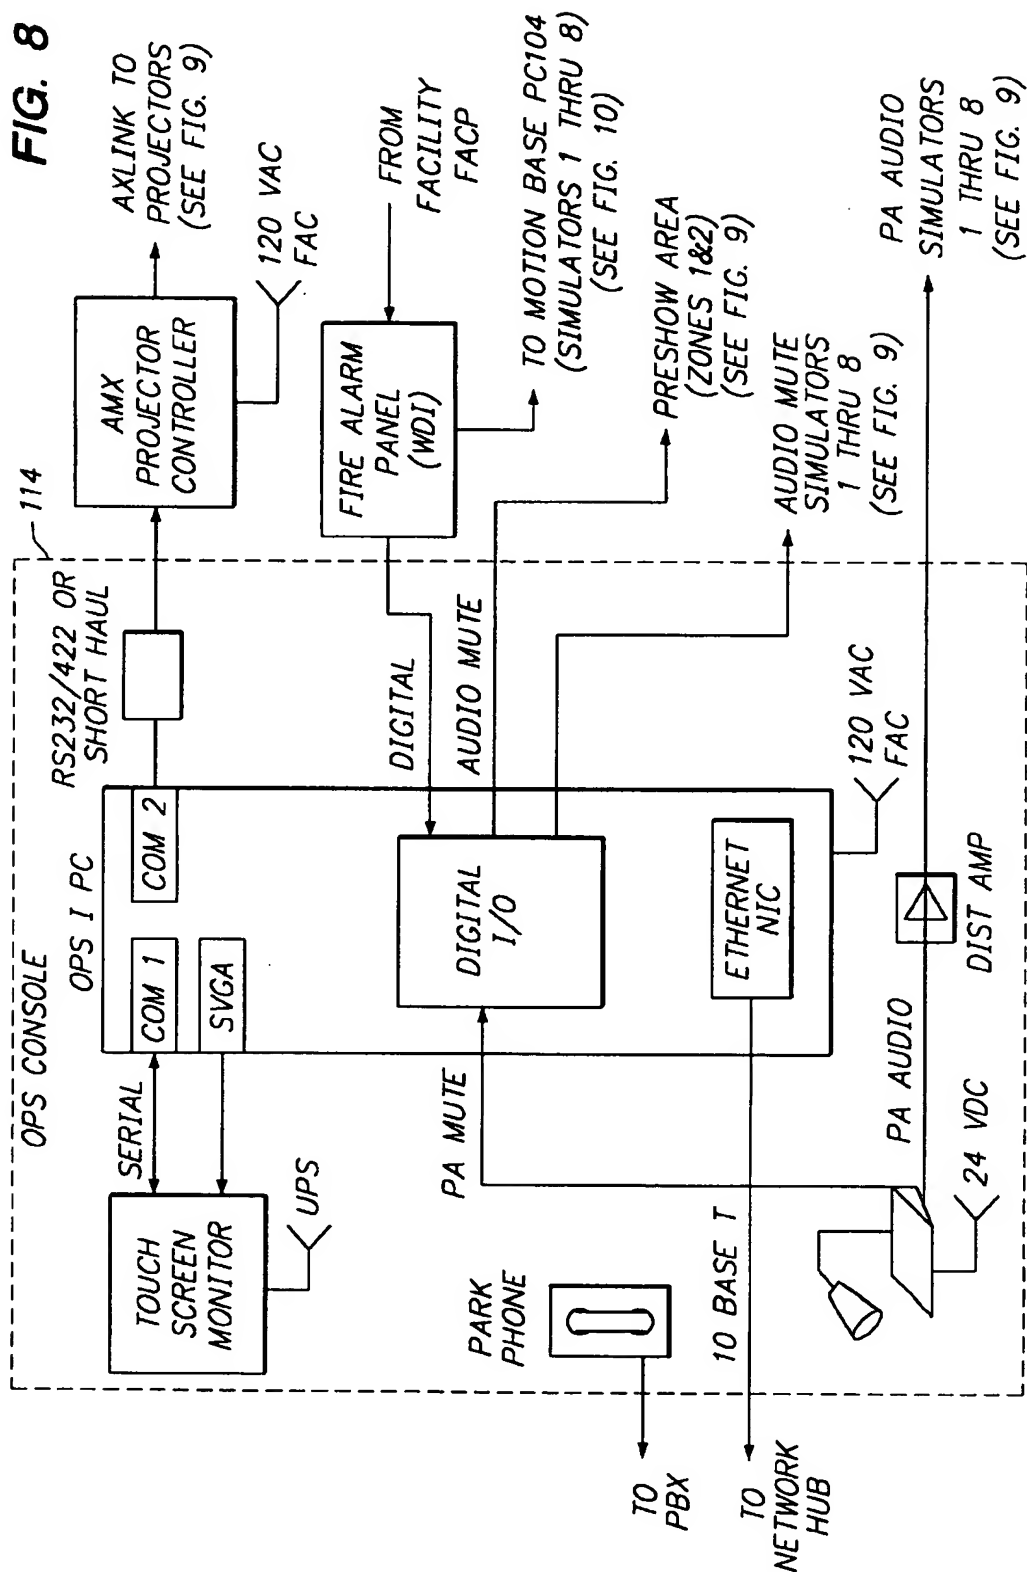 FIG. 8
OPS CONSOLE
114
OPS I PC
TOUCH
SCREEN
MONITOR
SERIAL
UPS
COM 1
COM 2
SVGA
RS232/422 OR
SHORT HAUL
AMX
PROJECTOR
CONTROLLER
AXLINK TO
PROJECTORS
(SEE FIG. 9)
120 VAC
FAC
FIRE ALARM
PANEL
(WDI)
FROM
FACILITY
FACP
TO MOTION BASE PC104
(SIMULATORS 1 THRU 8)
(SEE FIG. 10)
DIGITAL
AUDIO MUTE
PRESHOW AREA
(ZONES 1&2)
(SEE FIG. 9)
AUDIO MUTE
SIMULATORS
1 THRU 8
(SEE FIG. 9)
DIGITAL
I/O
PA MUTE
PARK
PHONE
TO
PBX
ETHERNET
NIC
10 BASE T
TO
NETWORK
HUB
120 VAC
FAC
PA AUDIO
DIST AMP
24 VDC
PA AUDIO
SIMULATORS
1 THRU 8
(SEE FIG. 9)